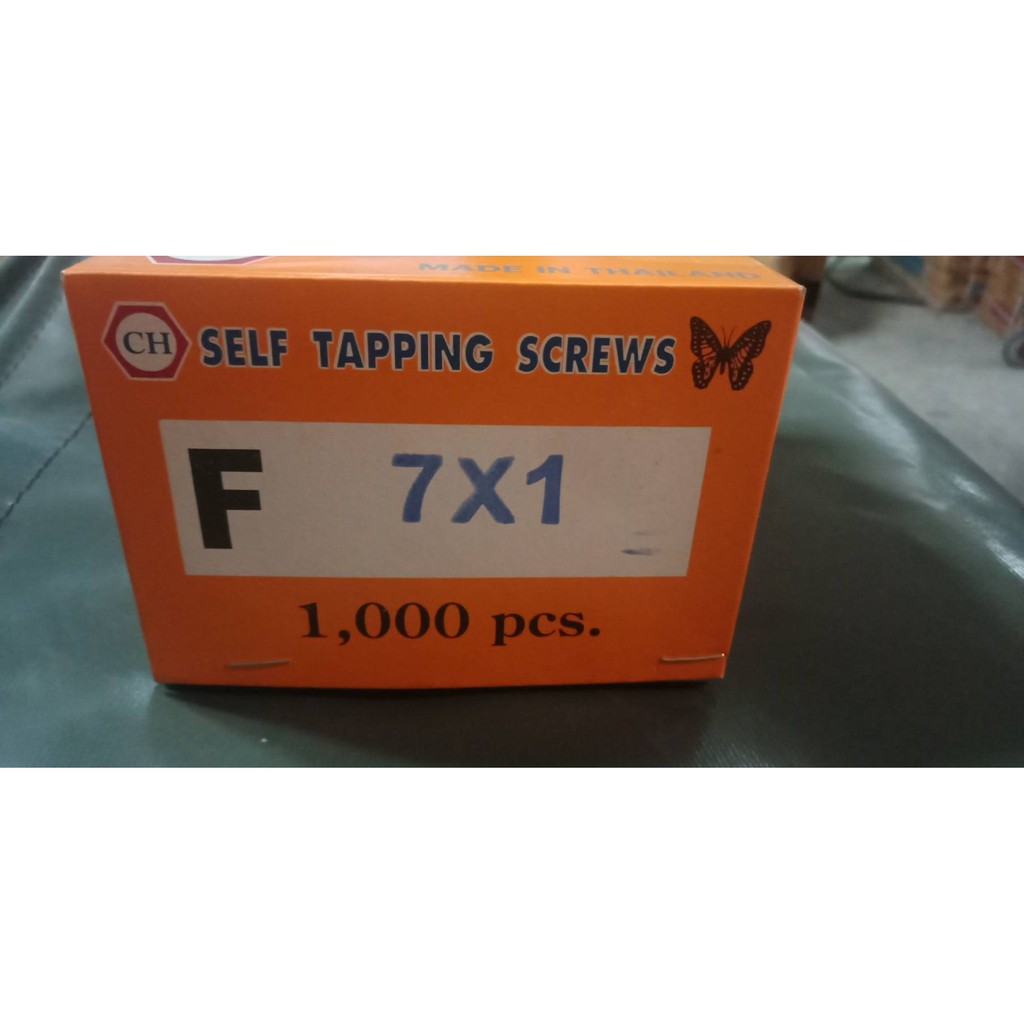 MADE IN THAILAND
CH SELF TAPPING SCREWS
F 7X1
1,000 pcs.